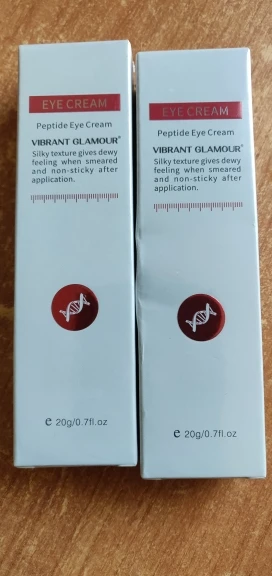 EYE CREAM
Peptide Eye Cream
VIBRANT GLAMOUR®
Silky texture gives dewy
feeling when smeared
and non-sticky after
application.
e 20g/0.7fl.oz
EYE CREAM
Peptide Eye Cream
VIBRANT GLAMOUR®
Silky texture gives dewy
feeling when smeared
and non-sticky after
application.
e 20g/0.7fl.oz